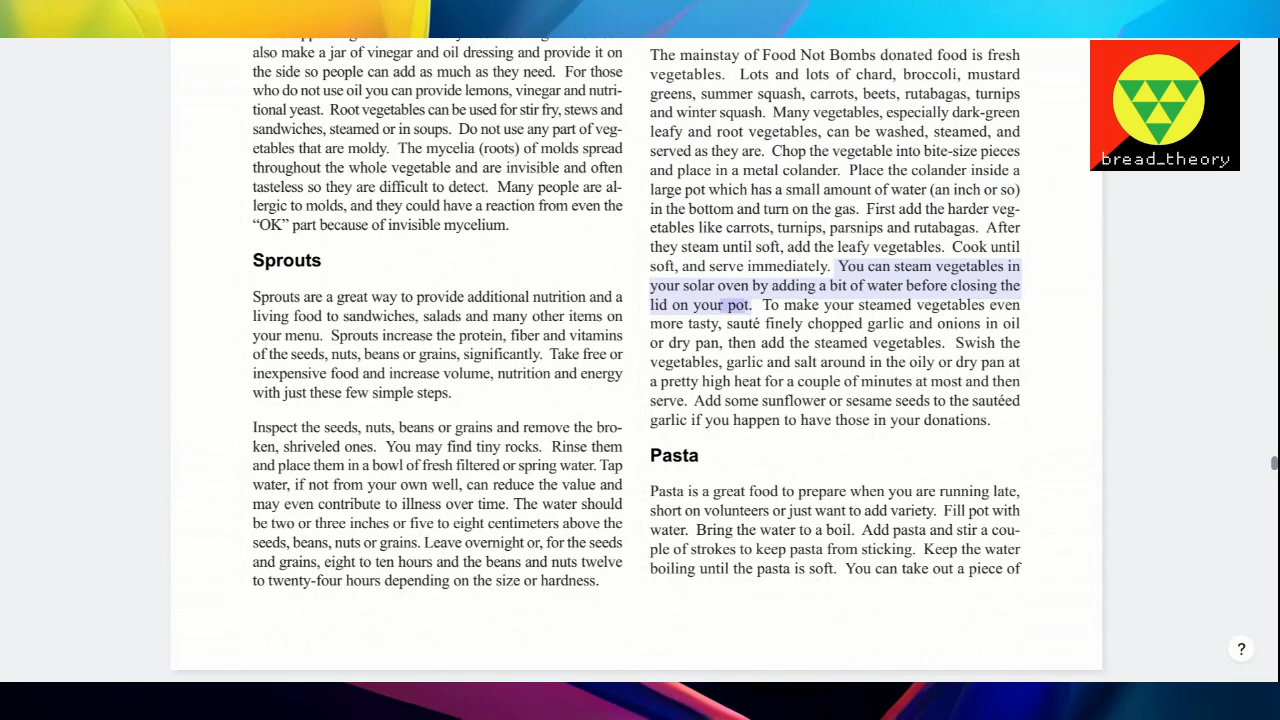 also make a jar of vinegar and oil dressing and provide it on
the side so people can add as much as they need. For those
who do not use oil you can provide lemons, vinegar and nutri-
tional yeast. Root vegetables can be used for stir fry, stews and
sandwiches, steamed or in soups. Do not use any part of veg-
etables that are moldy. The mycelia (roots) of molds spread
throughout the whole vegetable and are invisible and often
tasteless so they are difficult to detect. Many people are al-
lergic to molds, and they could have a reaction from even the
“OK” part because of invisible mycelium.
Sprouts
Sprouts are a great way to provide additional nutrition and a
living food to sandwiches, salads and many other items on
your menu. Sprouts increase the protein, fiber and vitamins
of the seeds, nuts, beans or grains, significantly. Take free or
inexpensive food and increase volume, nutrition and energy
with just these few simple steps.
Inspect the seeds, nuts, beans or grains and remove the bro-
ken, shriveled ones. You may find tiny rocks. Rinse them
and place them in a bowl of fresh filtered or spring water. Tap
water, if not from your own well, can reduce the value and
may even contribute to illness over time. The water should
be two or three inches or five to eight centimeters above the
seeds, beans, nuts or grains. Leave overnight or, for the seeds
and grains, eight to ten hours and the beans and nuts twelve
to twenty-four hours depending on the size or hardness.
The mainstay of Food Not Bombs donated food is fresh
vegetables. Lots and lots of chard, broccoli, mustard
greens, summer squash, carrots, beets, rutabagas, turnips
and winter squash. Many vegetables, especially dark-green
leafy and root vegetables, can be washed, steamed, and
served as they are. Chop the vegetable into bite-size pieces
and place in a metal colander. Place the colander inside a
large pot which has a small amount of water (an inch or so)
in the bottom and turn on the gas. First add the harder veg-
etables like carrots, turnips, parsnips and rutabagas. After
they steam until soft, add the leafy vegetables. Cook until
soft, and serve immediately. You can steam vegetables in
your solar oven by adding a bit of water before closing the
lid on your pot. To make your steamed vegetables even
more tasty, sauté finely chopped garlic and onions in oil
or dry pan, then add the steamed vegetables. Swish the
vegetables, garlic and salt around in the oily or dry pan at
a pretty high heat for a couple of minutes at most and then
serve. Add some sunflower or sesame seeds to the sautéed
garlic if you happen to have those in your donations.
Pasta
Pasta is a great food to prepare when you are running late,
short on volunteers or just want to add variety. Fill pot with
water. Bring the water to a boil. Add pasta and stir a cou-
ple of strokes to keep pasta from sticking. Keep the water
boiling until the pasta is soft. You can take out a piece of
bread_theory
?